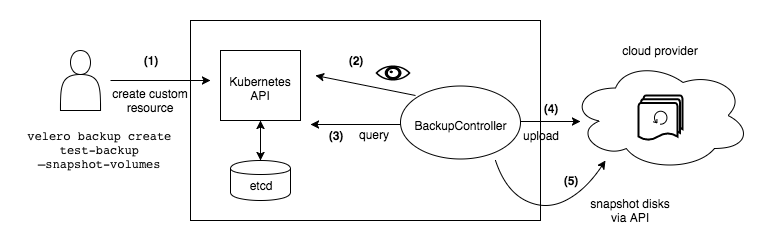 (1)
create custom
resource
velero backup create
test-backup
—snapshot-volumes
Kubernetes
API
etcd
(2)
(3) query
BackupController
(4)
upload
cloud provider
(5)
snapshot disks
via API